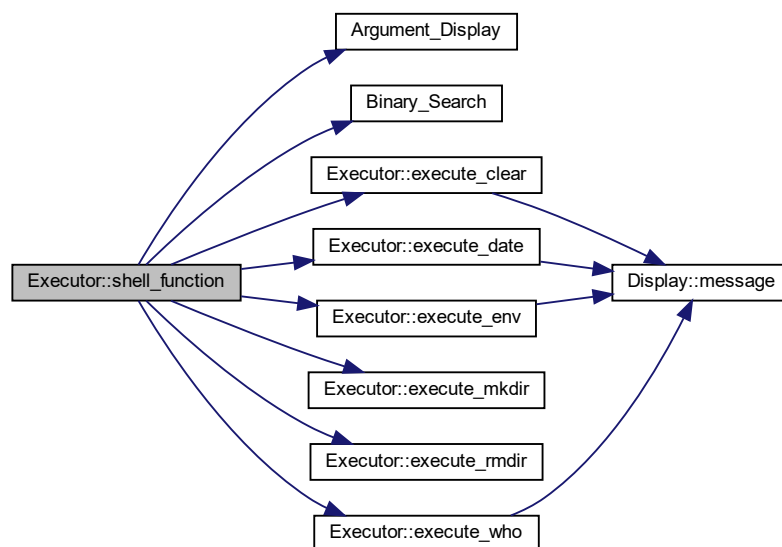 Argument_Display
Binary_Search
Executor::execute_clear
Executor::execute_date
Executor::shell_function
Display::message
Executor::execute_env
Executor::execute_mkdir
Executor::execute_rmdir
Executor::execute_who